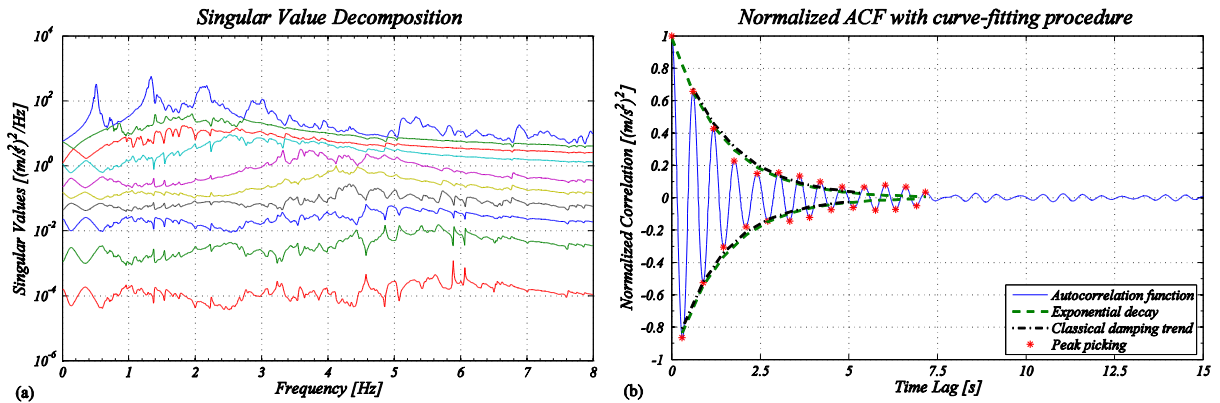 Singular Value Decomposition
10^4
10^2
10^0
10^-2
10^-4
10^-6
Singular Values [(m/s²)²/Hz]
0 1 2 3 4 5 6 7 8
Frequency [Hz]
(a)
Normalized ACF with curve-fitting procedure
1
0.8
0.6
0.4
0.2
0
-0.2
-0.4
-0.6
-0.8
-1
Normalized Correlation [(m/s²)²]
0 2.5 5 7.5 10 12.5 15
Time Lag [s]
Autocorrelation function
Exponential decay
Classical damping trend
Peak picking
(b)